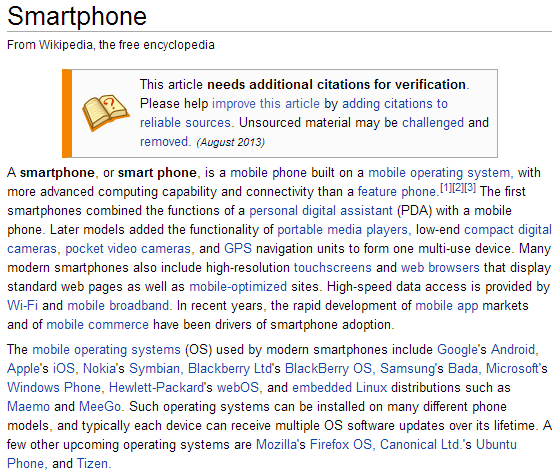 Smartphone
From Wikipedia, the free encyclopedia
This article needs additional citations for verification.
Please help improve this article by adding citations to
reliable sources. Unsourced material may be challenged and
removed. (August 2013)
A smartphone, or smart phone, is a mobile phone built on a mobile operating system, with
more advanced computing capability and connectivity than a feature phone.[1][2][3] The first
smartphones combined the functions of a personal digital assistant (PDA) with a mobile
phone. Later models added the functionality of portable media players, low-end compact digital
cameras, pocket video cameras, and GPS navigation units to form one multi-use device. Many
modern smartphones also include high-resolution touchscreens and web browsers that display
standard web pages as well as mobile-optimized sites. High-speed data access is provided by
Wi-Fi and mobile broadband. In recent years, the rapid development of mobile app markets
and of mobile commerce have been drivers of smartphone adoption.
The mobile operating systems (OS) used by modern smartphones include Google's Android,
Apple's iOS, Nokia's Symbian, Blackberry Ltd's BlackBerry OS, Samsung's Bada, Microsoft's
Windows Phone, Hewlett-Packard's webOS, and embedded Linux distributions such as
Maemo and MeeGo. Such operating systems can be installed on many different phone
models, and typically each device can receive multiple OS software updates over its lifetime. A
few other upcoming operating systems are Mozilla's Firefox OS, Canonical Ltd.'s Ubuntu
Phone, and Tizen.